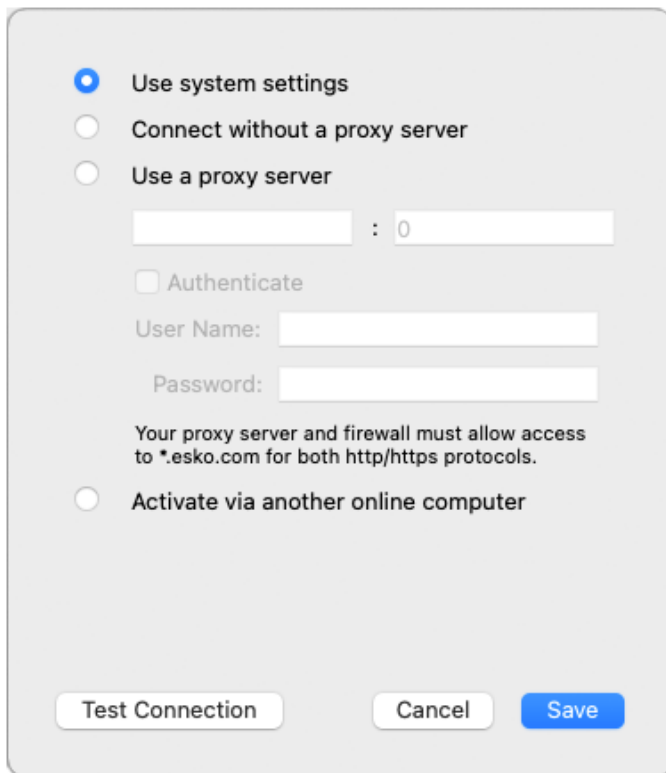 Use system settings
Connect without a proxy server
Use a proxy server
: 0
Authenticate
User Name:
Password:
Your proxy server and firewall must allow access
to *.esko.com for both http/https protocols.
Activate via another online computer
Test Connection Cancel Save